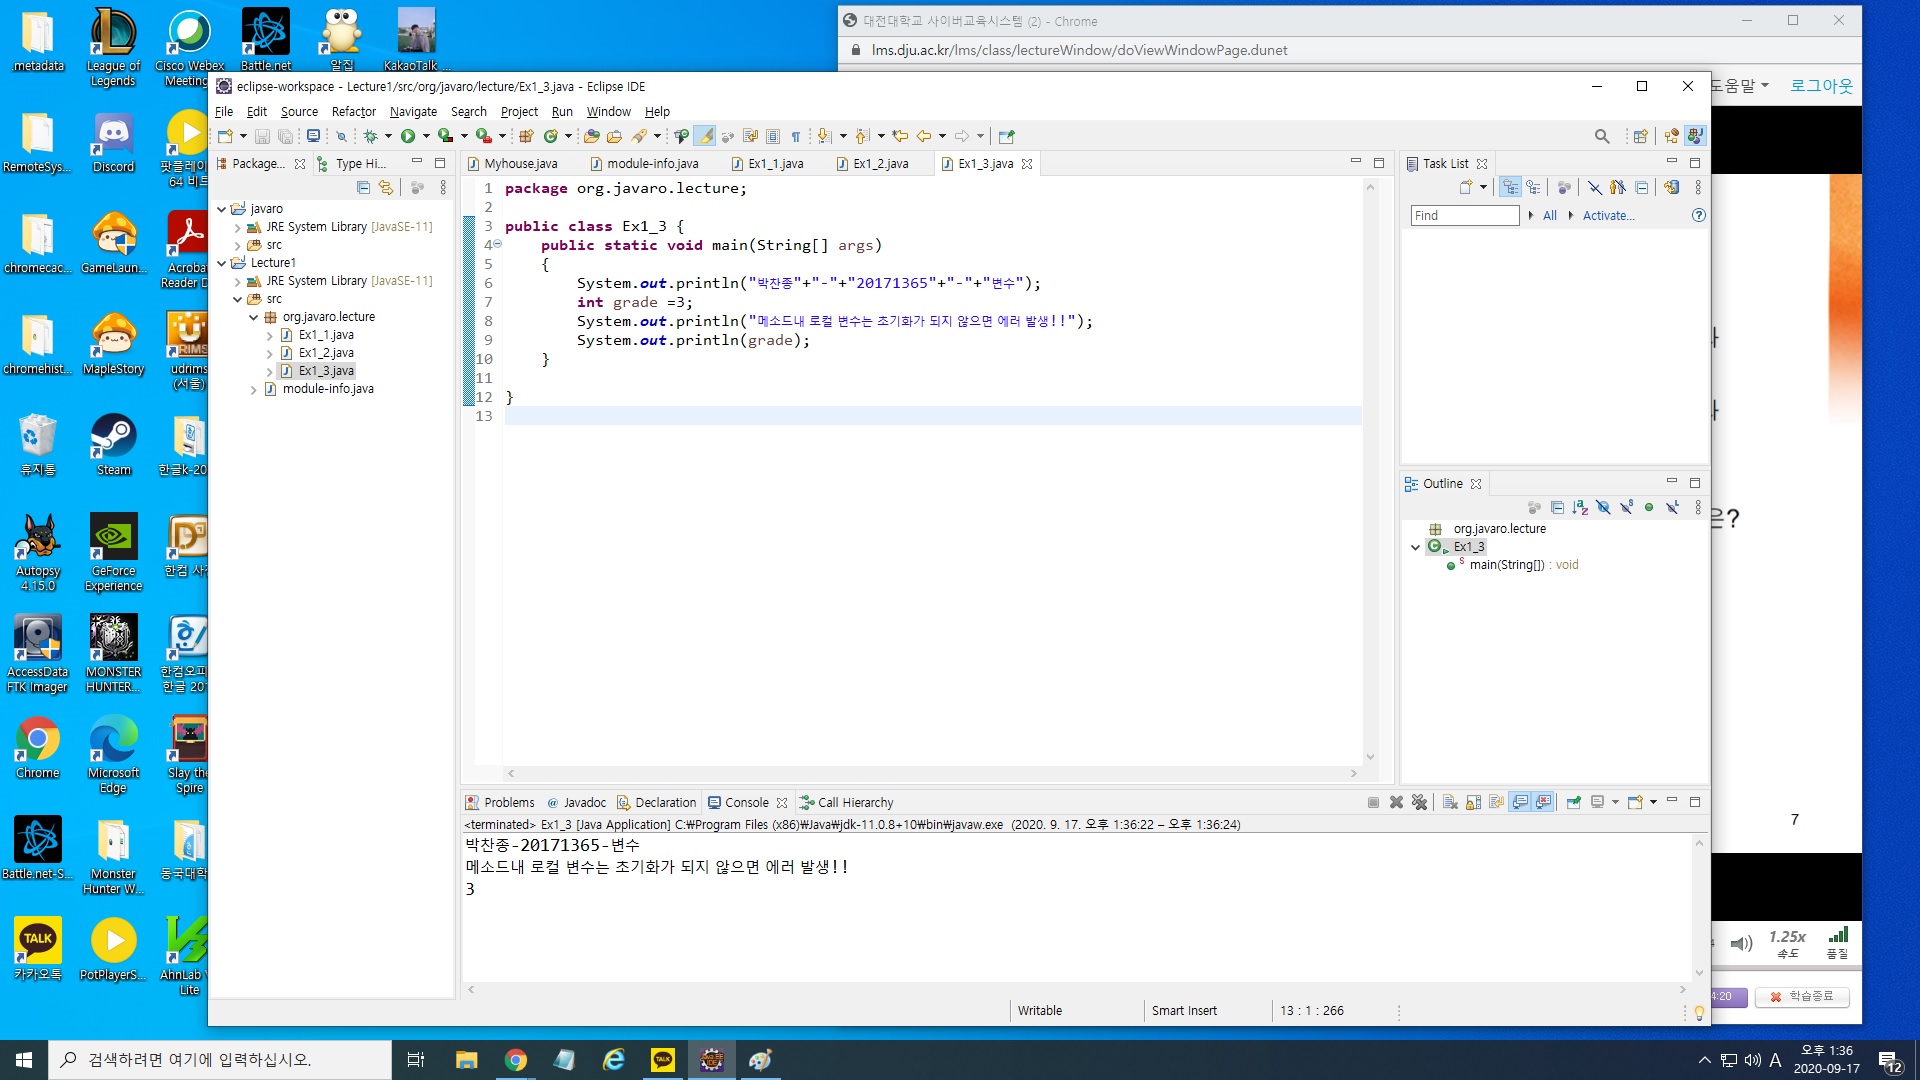 .metadata
League of Legends
Cisco Webex Meeting
Battle.net
알집
KakaoTalk_...
RemoteSys...
Discord
팟플레이
64 비트
chromecac...
GameLaun...
Acrobat
Reader D
chromehist...
MapleStory
udrims
(서울)
휴지통
Steam
한글k-20
Autopsy 4.15.0
GeForce Experience
한컴 사전
AccessData FTK Imager
MONSTER HUNTER...
한컴오피
한글 20
Chrome
Microsoft Edge
Slay the Spire
Battle.net-S...
Monster Hunter W...
동국대학
TALK
카카오톡
PotPlayerS...
AhnLab V
Lite
대전대학교 사이버교육시스템 (2) - Chrome
lms.dju.ac.kr/lms/class/lectureWindow/doViewWindowPage.dunet
도움말
로그아웃
eclipse-workspace - Lecture1/src/org/javaro/lecture/Ex1_3.java - Eclipse IDE
File Edit Source Refactor Navigate Search Project Run Window Help
Package... Type Hi...
javaro
JRE System Library [JavaSE-11]
src
Lecture1
JRE System Library [JavaSE-11]
src
org.javaro.lecture
Ex1_1.java
Ex1_2.java
Ex1_3.java
module-info.java
Myhouse.java module-info.java Ex1_1.java Ex1_2.java Ex1_3.java
1 package org.javaro.lecture;
2
3 public class Ex1_3 {
4 public static void main(String[] args)
5 {
6 System.out.println("박찬종"+"-"+"20171365"+"-"+"변수");
7 int grade =3;
8 System.out.println("메소드내 로컬 변수는 초기화가 되지 않으면 에러 발생!!");
9 System.out.println(grade);
10 }
11
12 }
13
Task List
Find All Activate...
Outline
org.javaro.lecture
Ex1_3
main(String[]) : void
은?
7
Problems Javadoc Declaration Console Call Hierarchy
<terminated> Ex1_3 [Java Application] C:₩Program Files (x86)₩Java₩jdk-11.0.8+10₩bin₩javaw.exe (2020. 9. 17. 오후 1:36:22 – 오후 1:36:24)
박찬종-20171365-변수
메소드내 로컬 변수는 초기화가 되지 않으면 에러 발생!!
3
Writable Smart Insert 13 : 1 : 266
1.25x
속도
품질
4:20
학습종료
검색하려면 여기에 입력하십시오.
TALK
A
오후 1:36
2020-09-17
12